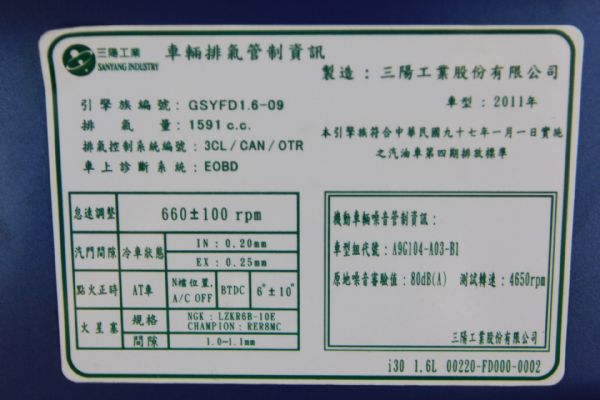 三陽工業
SANYANG INDUSTRY
車輛排氣管制資訊
製造：三陽工業股份有限公司
引擎族編號：GSYFD1.6-09
車型：2011年
排氣量：1591 c.c.
排氣控制系統編號：3CL/CAN/OTR
車上診斷系統：EOBD
本引擎族符合中華民國九十七年一月一日實施
之汽油車第四期排放標準
怠速調整 660±100 rpm
汽門間隙 冷車狀態 IN : 0.20mm
EX : 0.25mm
點火正時 AT車 N檔位置, A/C OFF BTDC 6°±10°
火星塞 規格 NGK : LZKR6B-10E
CHAMPION : RER8MC
間隙 1.0~1.1mm
機動車輛噪音管制資訊：
車型組代號：A9G104-A03-B1
原地噪音審驗值：80dB(A) 測試轉速：4650rpm
三陽工業股份有限公司
i30 1.6L 00220-FD000-0002